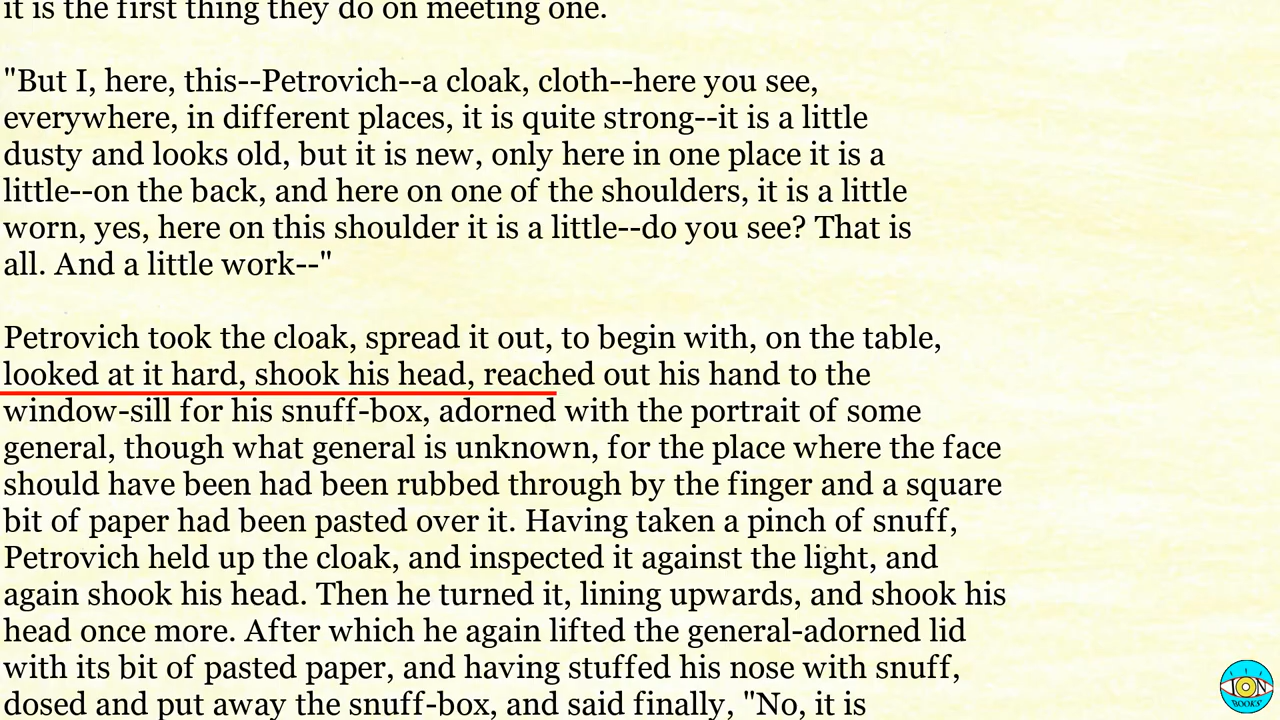 it is the first thing they do on meeting one.
"But I, here, this--Petrovich--a cloak, cloth--here you see,
everywhere, in different places, it is quite strong--it is a little
dusty and looks old, but it is new, only here in one place it is a
little--on the back, and here on one of the shoulders, it is a little
worn, yes, here on this shoulder it is a little--do you see? That is
all. And a little work--"
Petrovich took the cloak, spread it out, to begin with, on the table,
looked at it hard, shook his head, reached out his hand to the
window-sill for his snuff-box, adorned with the portrait of some
general, though what general is unknown, for the place where the face
should have been had been rubbed through by the finger and a square
bit of paper had been pasted over it. Having taken a pinch of snuff,
Petrovich held up the cloak, and inspected it against the light, and
again shook his head. Then he turned it, lining upwards, and shook his
head once more. After which he again lifted the general-adorned lid
with its bit of pasted paper, and having stuffed his nose with snuff,
dosed and put away the snuff-box, and said finally, "No, it is
ION
BOOKS